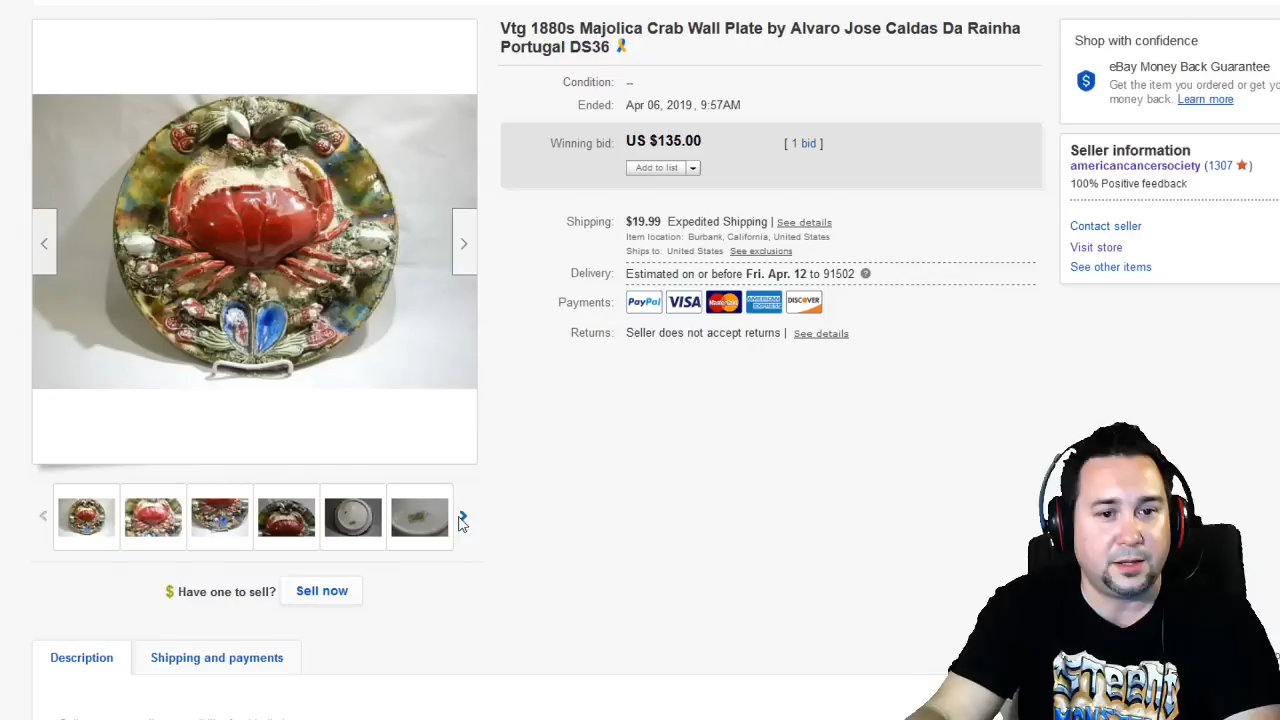 Vtg 1880s Majolica Crab Wall Plate by Alvaro Jose Caldas Da Rainha
Portugal DS36
Condition: --
Ended: Apr 06, 2019 , 9:57AM
Winning bid: US $135.00 [ 1 bid ]
Add to list
Shipping: $19.99 Expedited Shipping | See details
Item location: Burbank, California, United States
Ships to: United States See exclusions
Delivery: Estimated on or before Fri. Apr. 12 to 91502
Payments: PayPal VISA MasterCard AMERICAN EXPRESS DISCOVER
Returns: Seller does not accept returns | See details
Shop with confidence
eBay Money Back Guarantee
Get the item you ordered or get yo
money back. Learn more
Seller information
americancancersociety (1307 )
100% Positive feedback
Contact seller
Visit store
See other items
$ Have one to sell? Sell now
Description
Shipping and payments